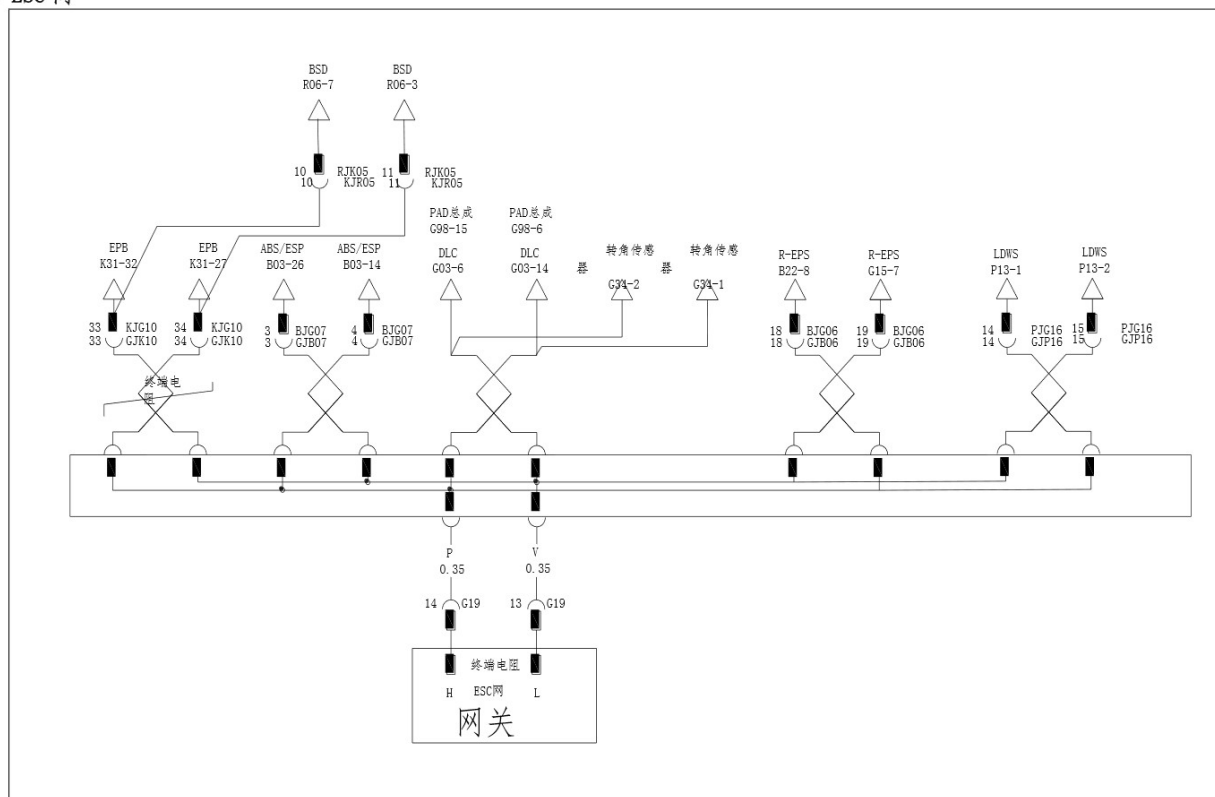 BSD
R06-7
BSD
R06-3
10
10
RJK05
KJR05
11
11
RJK05
KJR05
EPB
K31-32
EPB
K31-27
ABS/ESP
B03-26
ABS/ESP
B03-14
PAD总成
G98-15
DLC
G03-6
PAD总成
G98-6
DLC
G03-14
转角传感
器
G34-2
转角传感
器
G34-1
R-EPS
B22-8
R-EPS
G15-7
LDWS
P13-1
LDWS
P13-2
33
33
KJG10
GJK10
34
34
KJG10
GJK10
3
3
BJG07
GJB07
4
4
BJG07
GJB07
18
18
BJG06
GJB06
19
19
BJG06
GJB06
14
14
PJG16
GJP16
15
15
PJG16
GJP16
终端电
阻
P
0.35
V
0.35
14
G19
13
G19
终端电阻
H
ESC网
L
网关